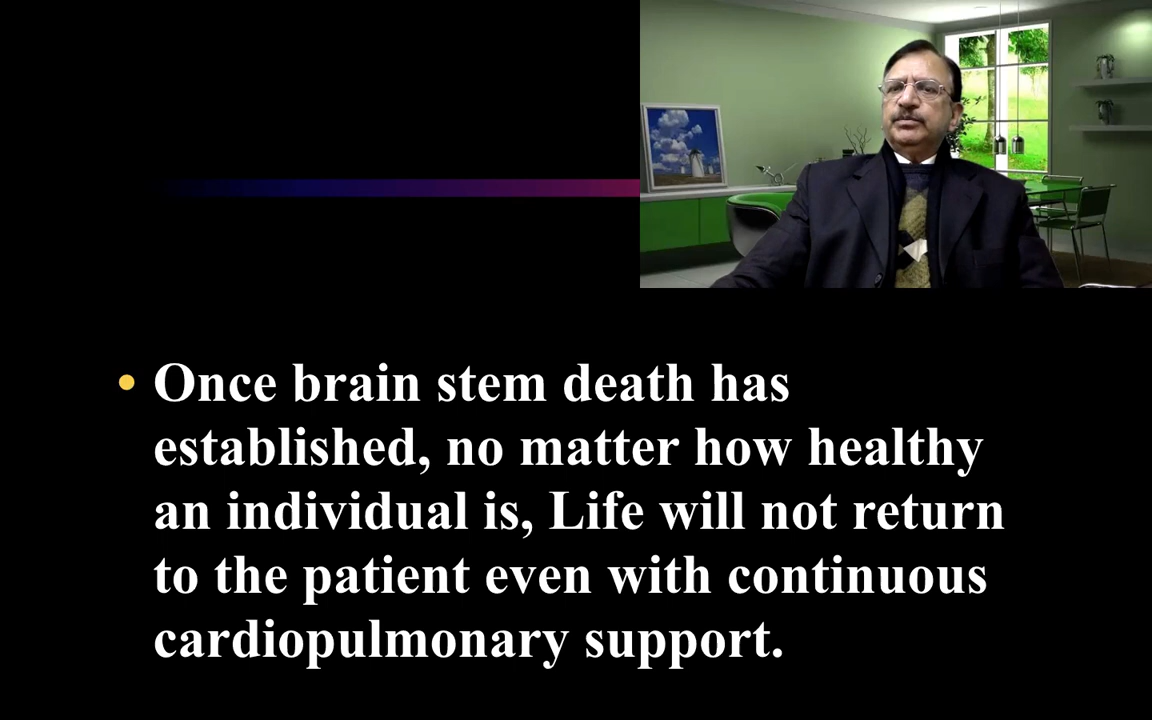 • Once brain stem death has
established, no matter how healthy
an individual is, Life will not return
to the patient even with continuous
cardiopulmonary support.